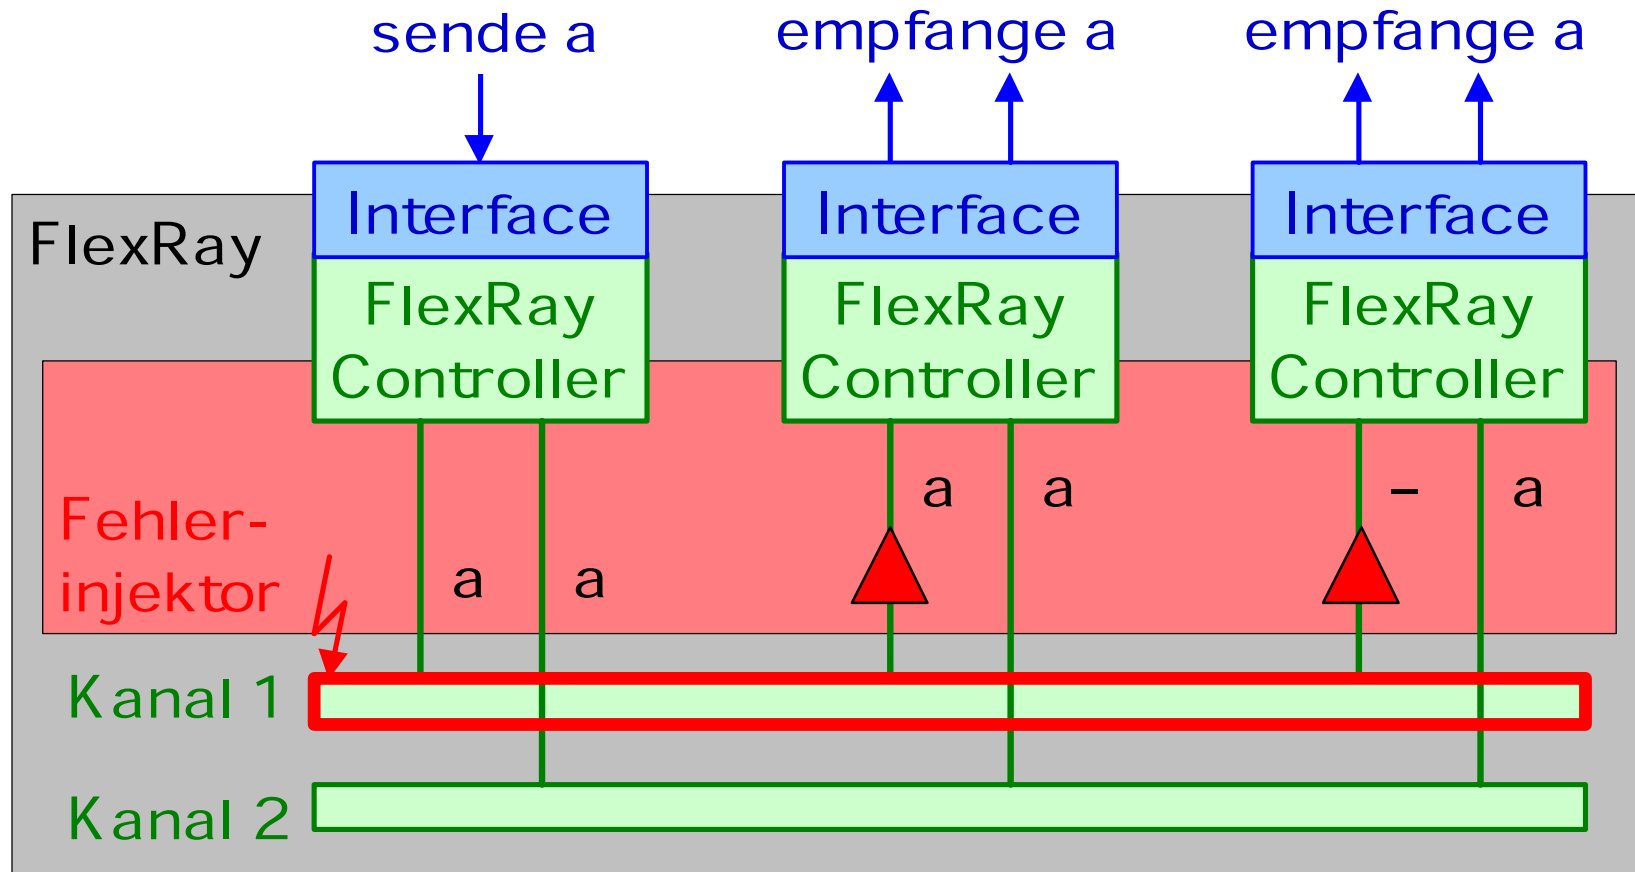 sende a
empfange a
empfange a
Interface
Interface
Interface
FlexRay
FlexRay
Controller
FlexRay
Controller
FlexRay
Controller
a
a
–
a
Fehler-
injektor
a
a
Kanal 1
Kanal 2